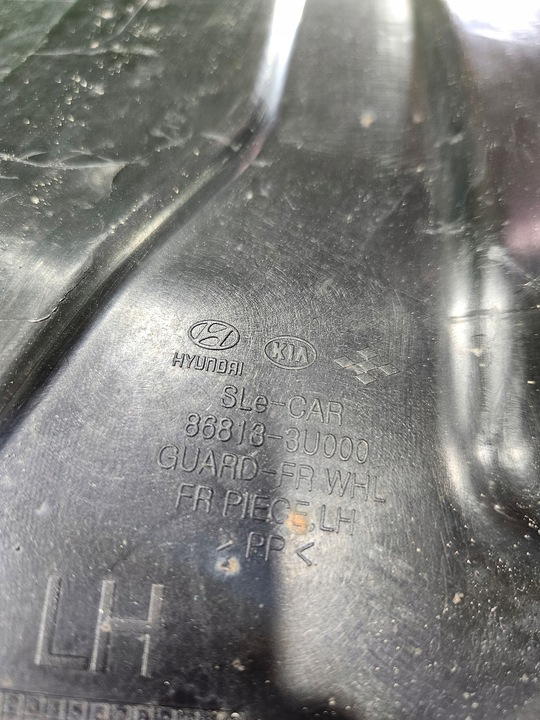 HYUNDAI KIA
SLe-CAR
86813-3U000
GUARD-FR WHL
FR PIECE,LH
> PP <
LH